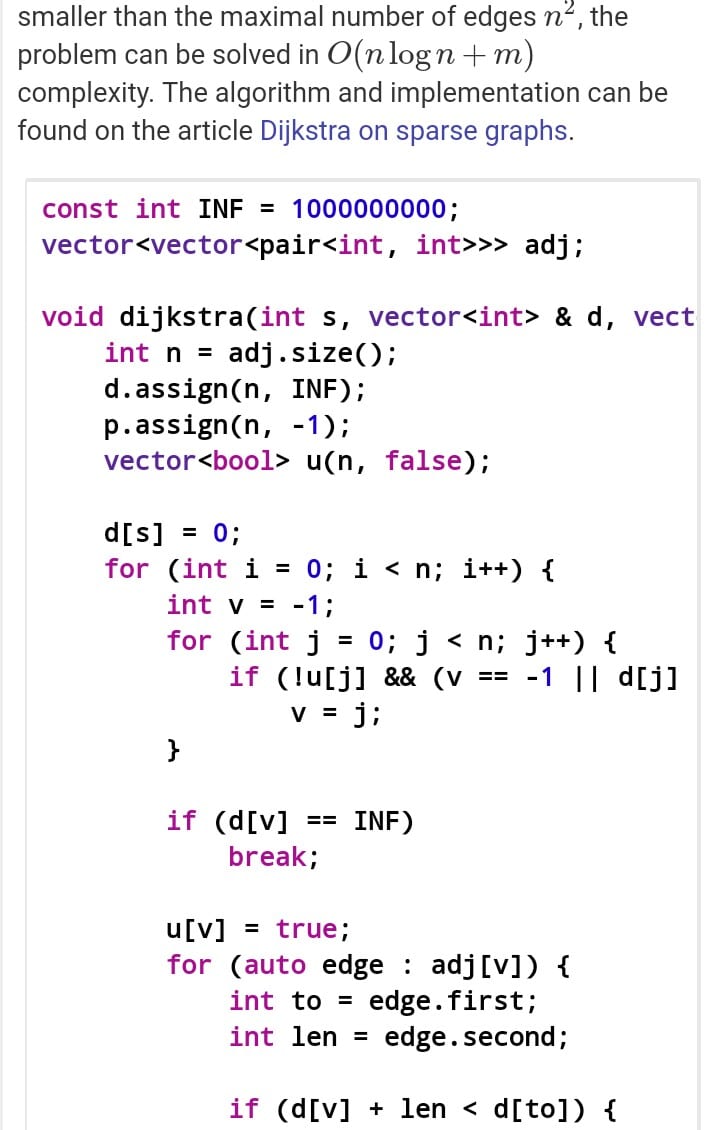 smaller than the maximal number of edges n², the
problem can be solved in O(n log n + m)
complexity. The algorithm and implementation can be
found on the article Dijkstra on sparse graphs.
const int INF = 1000000000;
vector<vector<pair<int, int>>> adj;
void dijkstra(int s, vector<int> & d, vect
    int n = adj.size();
    d.assign(n, INF);
    p.assign(n, -1);
    vector<bool> u(n, false);
    d[s] = 0;
    for (int i = 0; i < n; i++) {
        int v = -1;
        for (int j = 0; j < n; j++) {
            if (!u[j] && (v == -1 || d[j]
                v = j;
        }
        if (d[v] == INF)
            break;
        u[v] = true;
        for (auto edge : adj[v]) {
            int to = edge.first;
            int len = edge.second;
            if (d[v] + len < d[to]) {